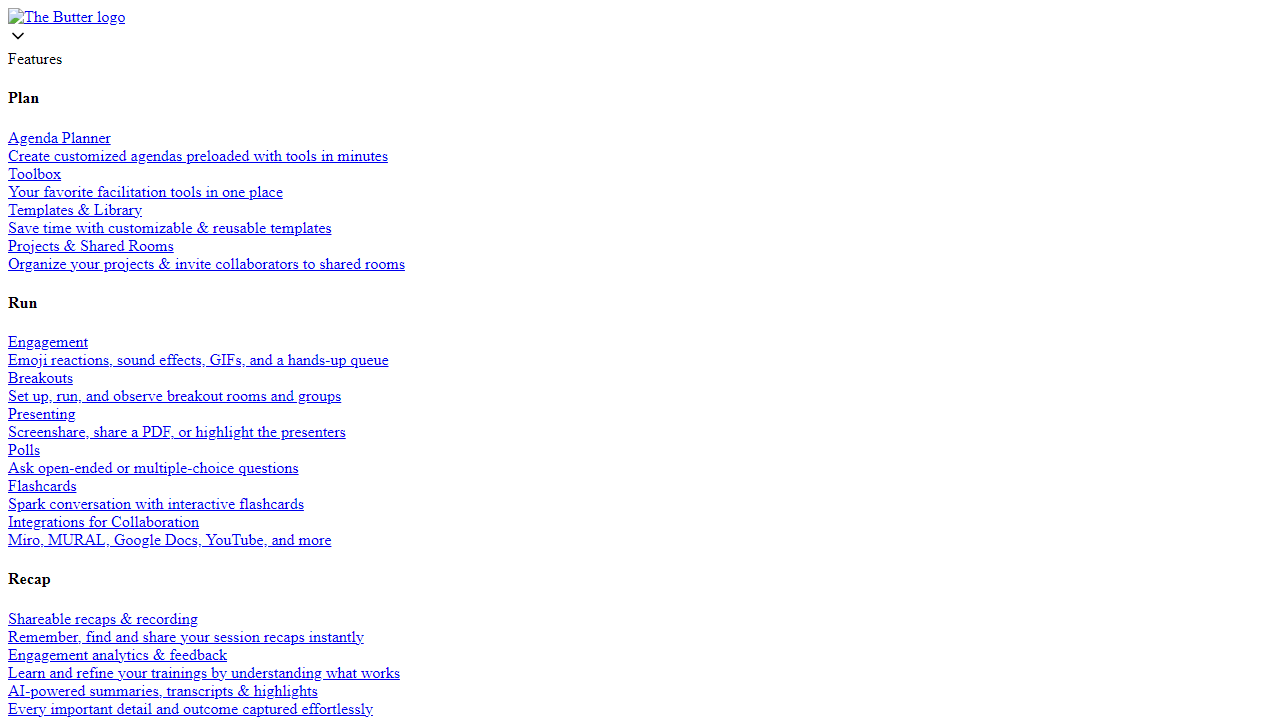 The Butter logo
Features
Plan
Agenda Planner
Create customized agendas preloaded with tools in minutes
Toolbox
Your favorite facilitation tools in one place
Templates & Library
Save time with customizable & reusable templates
Projects & Shared Rooms
Organize your projects & invite collaborators to shared rooms
Run
Engagement
Emoji reactions, sound effects, GIFs, and a hands-up queue
Breakouts
Set up, run, and observe breakout rooms and groups
Presenting
Screenshare, share a PDF, or highlight the presenters
Polls
Ask open-ended or multiple-choice questions
Flashcards
Spark conversation with interactive flashcards
Integrations for Collaboration
Miro, MURAL, Google Docs, YouTube, and more
Recap
Shareable recaps & recording
Remember, find and share your session recaps instantly
Engagement analytics & feedback
Learn and refine your trainings by understanding what works
AI-powered summaries, transcripts & highlights
Every important detail and outcome captured effortlessly